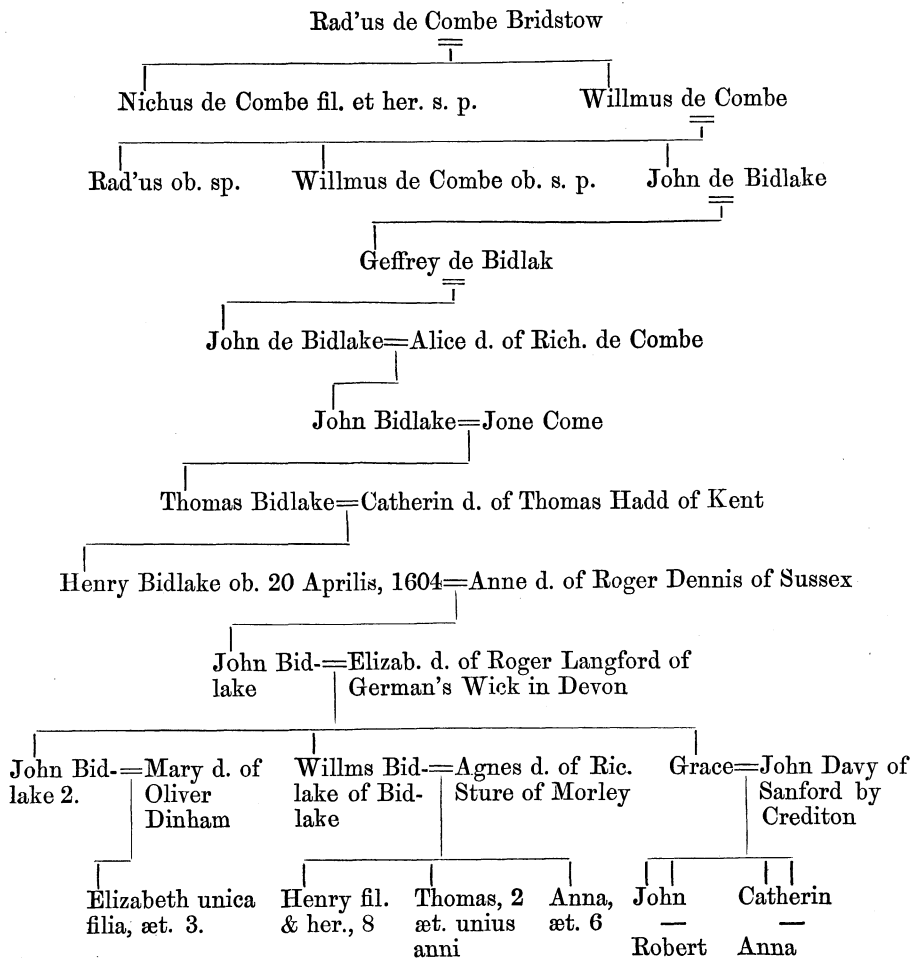 Rad'us de Combe Bridstow
Nichus de Combe fil. et her. s. p. Willmus de Combe
Rad'us ob. sp. Willmus de Combe ob. s. p. John de Bidlake
Geffrey de Bidlak
John de Bidlake=Alice d. of Rich. de Combe
John Bidlake=Jone Come
Thomas Bidlake=Catherin d. of Thomas Hadd of Kent
Henry Bidlake ob. 20 Aprilis, 1604=Anne d. of Roger Dennis of Sussex
John Bid-=Elizab. d. of Roger Langford of
lake German's Wick in Devon
John Bid-=Mary d. of Willms Bid-=Agnes d. of Ric. Grace=John Davy of
lake 2. Oliver lake of Bid- Sture of Morley Sanford by
Dinham lake Crediton
Elizabeth unica Henry fil. Thomas, 2 Anna, John Catherin
filia, æt. 3. & her., 8 æt. unius æt. 6
anni Robert Anna